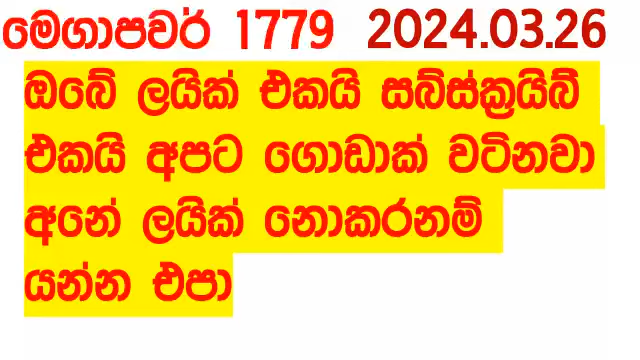 මෙගාපවර් 1779 2024.03.26
ඔබේ ලයික් එකයි සබ්ස්ක්‍රයිබ්
එකයි අපට ගොඩාක් වටිනවා
අනේ ලයික් නොකරනම්
යන්න එපා